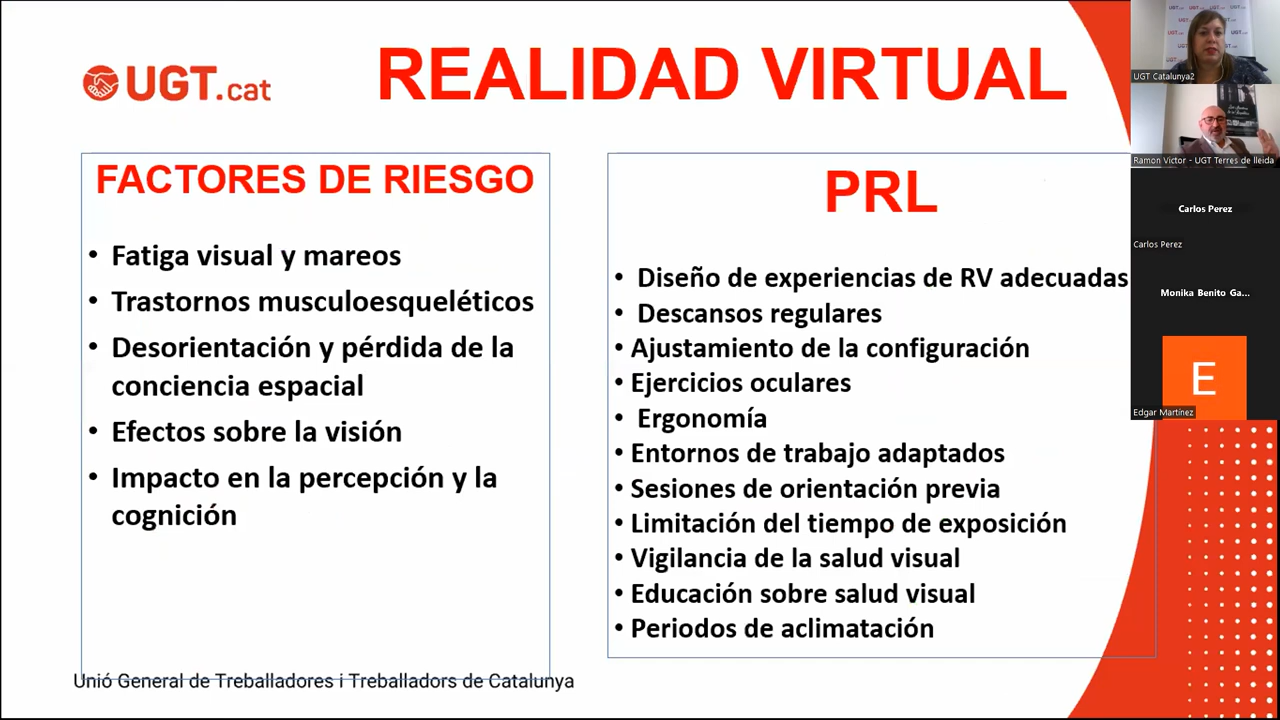 UGT.cat
REALIDAD VIRTUAL
FACTORES DE RIESGO
• Fatiga visual y mareos
• Trastornos musculoesqueléticos
• Desorientación y pérdida de la
conciencia espacial
• Efectos sobre la visión
• Impacto en la percepción y la
cognición
PRL
• Diseño de experiencias de RV adecuadas
• Descansos regulares
• Ajustamiento de la configuración
• Ejercicios oculares
• Ergonomía
• Entornos de trabajo adaptados
• Sesiones de orientación previa
• Limitación del tiempo de exposición
• Vigilancia de la salud visual
• Educación sobre salud visual
• Periodos de aclimatación
Unió General de Treballadores i Treballadors de Catalunya
UGT Catalunya2
Ramon Victor - UGT Terres de lleida
Carlos Perez
Carlos Perez
Monika Benito Ga...
E
Edgar Martínez